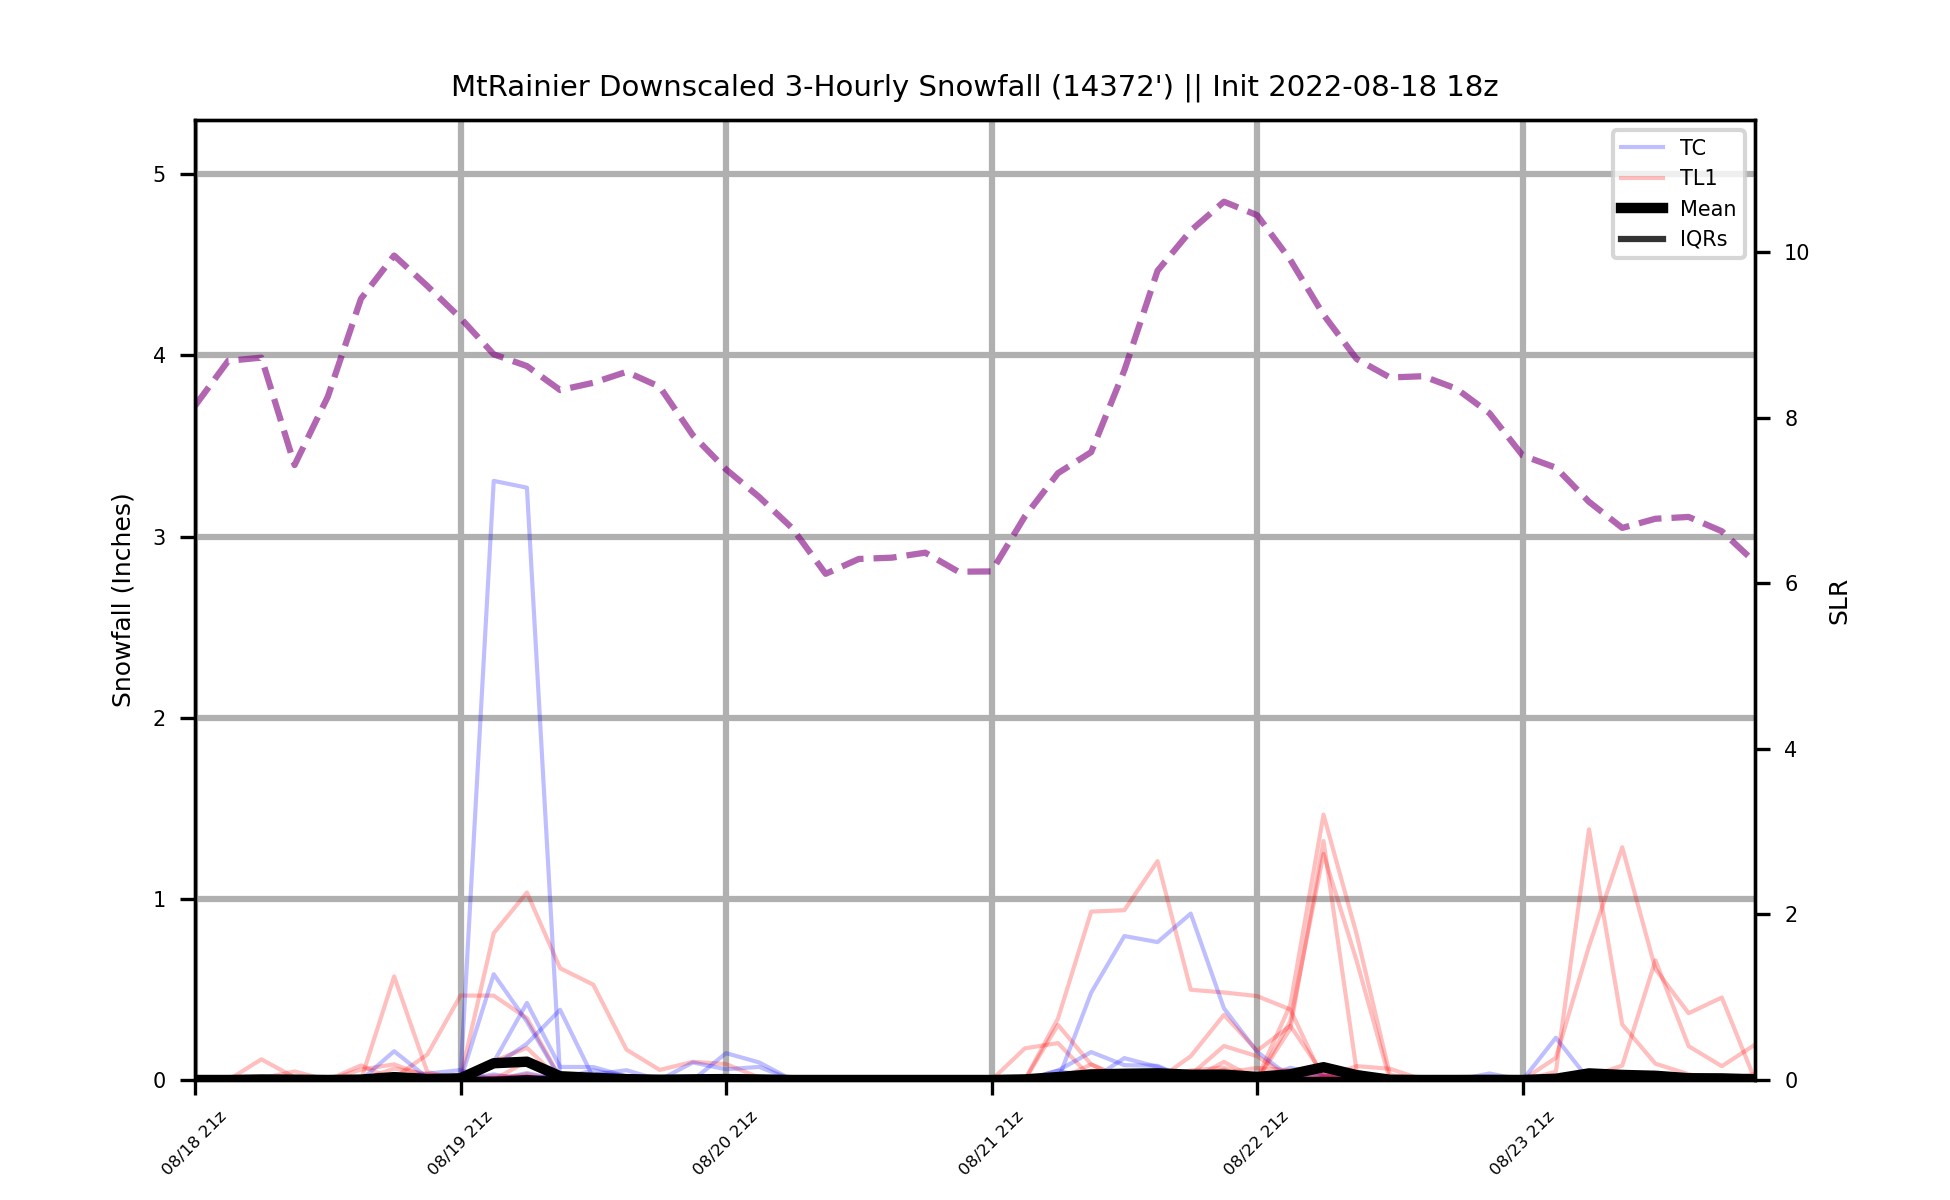 MtRainier Downscaled 3-Hourly Snowfall (14372') || Init 2022-08-18 18z
TC
TL1
Mean
IQRs
5
4
3
2
1
0
Snowfall (Inches)
10
8
6
4
2
0
SLR
08/18 21z
08/19 21z
08/20 21z
08/21 21z
08/22 21z
08/23 21z